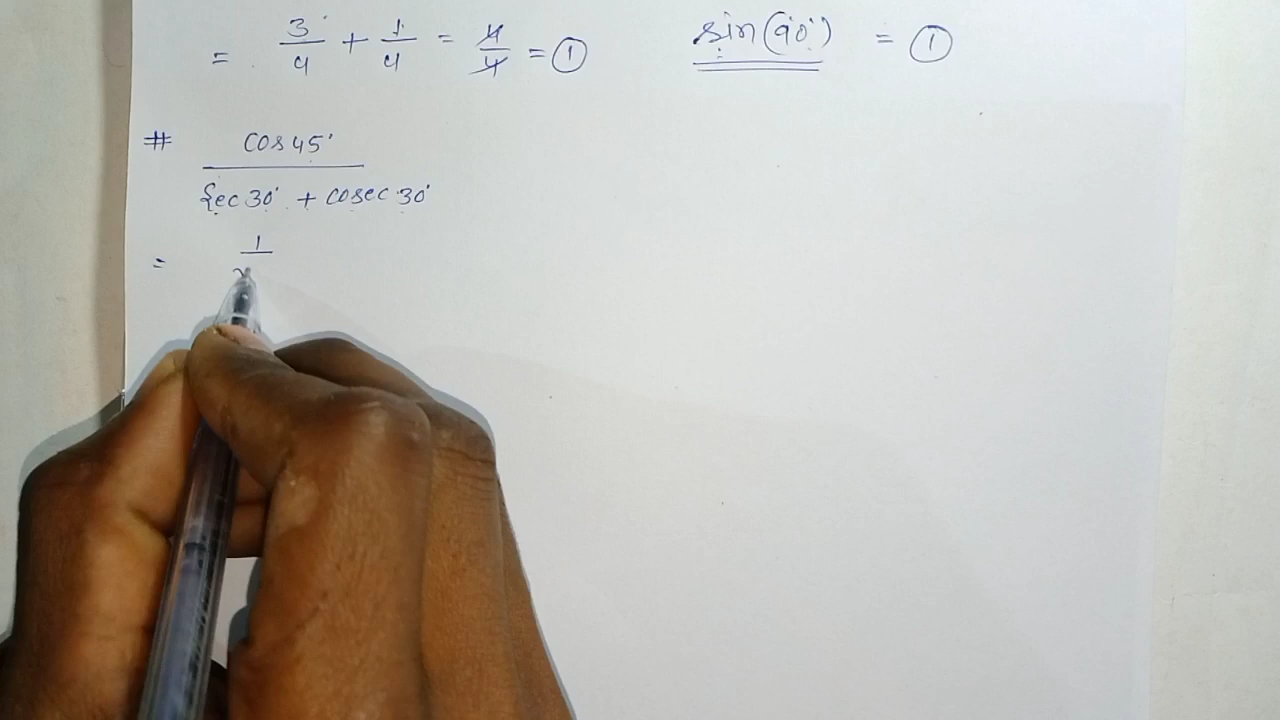 = 3/4 + 1/4 = 4/4 = 1 sin(90°) = 1
# cos 45°
Sec 30° + cosec 30°
= 1